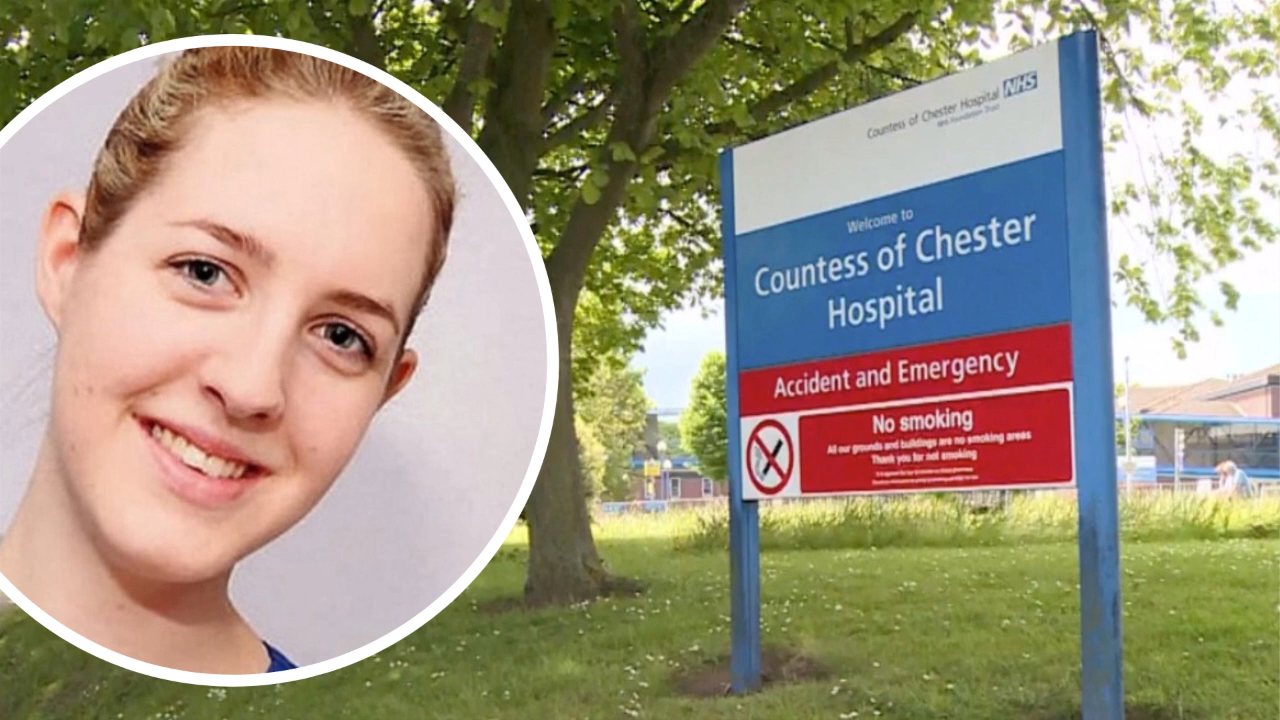 Countess of Chester Hospital NHS
NHS Foundation Trust
Welcome to
Countess of Chester
Hospital
Accident and Emergency
No smoking
All our grounds and buildings are no smoking areas
Thank you for not smoking